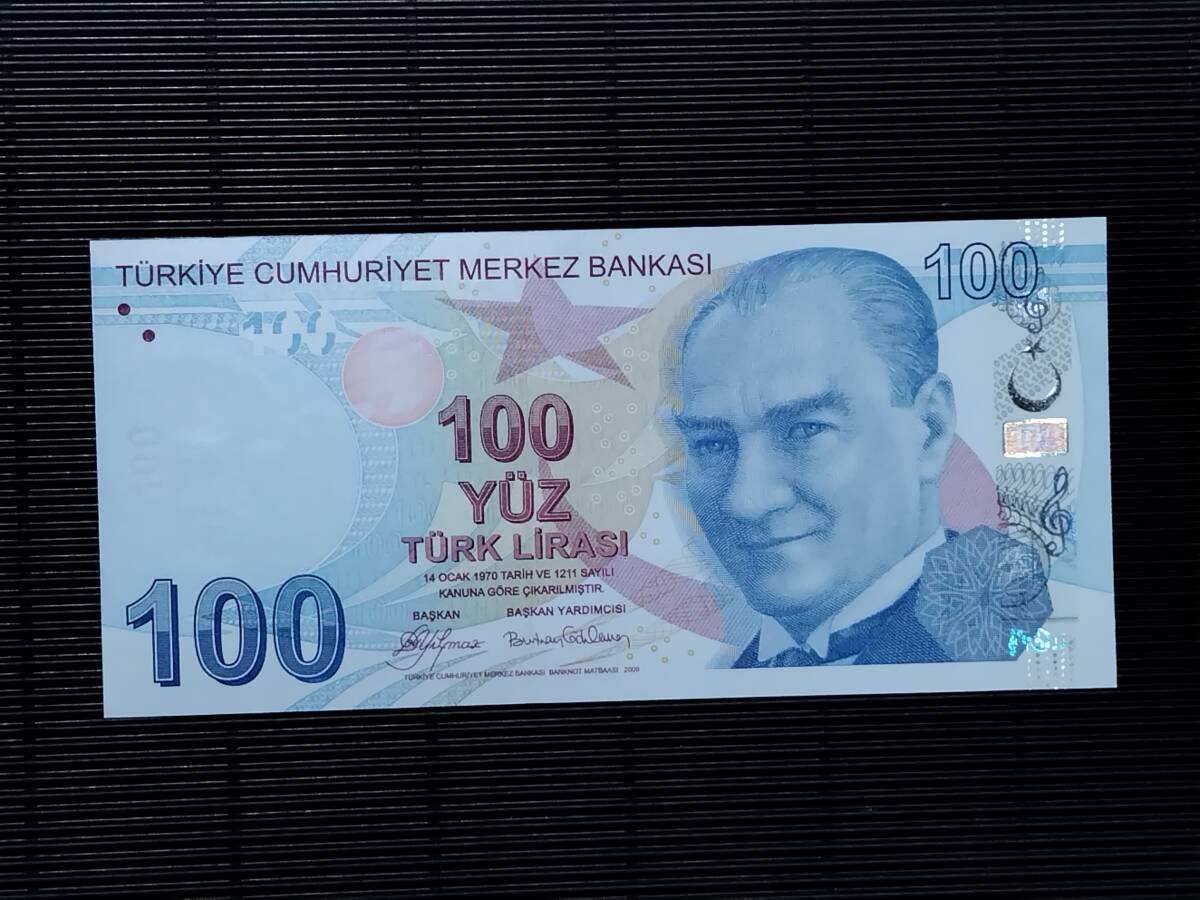 TÜRKİYE CUMHURİYET MERKEZ BANKASI
100
100
100
YÜZ
TÜRK LİRASI
14 OCAK 1970 TARİH VE 1211 SAYILI
KANUNA GÖRE ÇIKARILMIŞTIR.
BAŞKAN BAŞKAN YARDIMCISI
TÜRKİYE CUMHURİYET MERKEZ BANKASI BANKNOT MATBAASI 2009
100